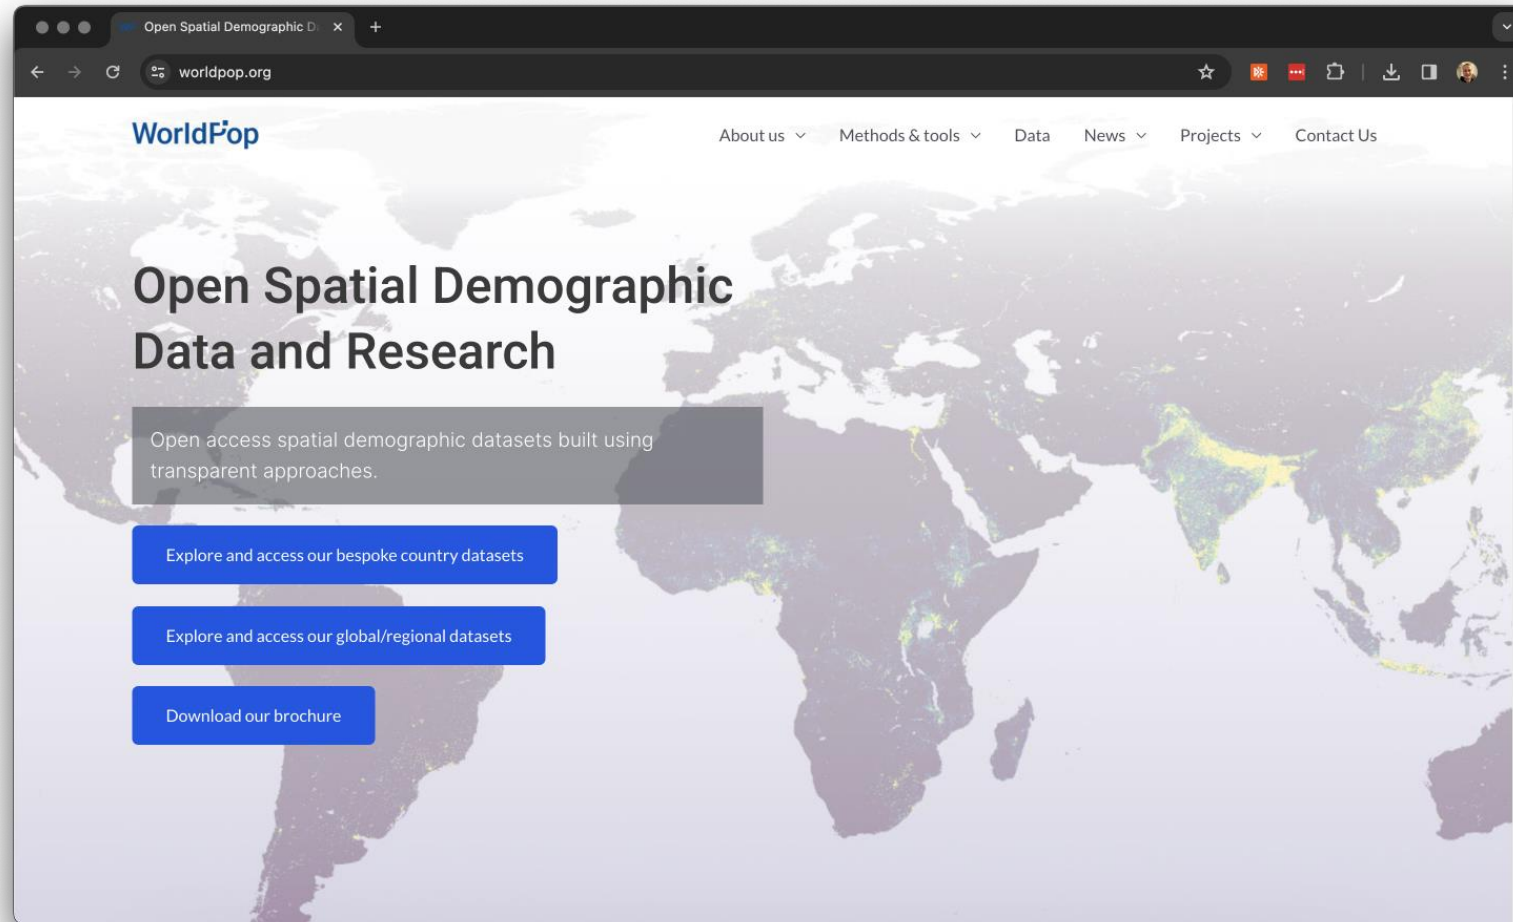 Open Spatial Demographic D
worldpop.org
WorldPop
About us Methods & tools Data News Projects Contact Us
Open Spatial Demographic
Data and Research
Open access spatial demographic datasets built using
transparent approaches.
Explore and access our bespoke country datasets
Explore and access our global/regional datasets
Download our brochure